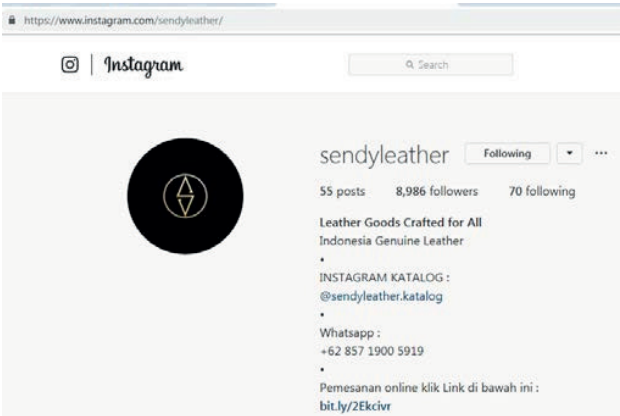 https://www.instagram.com/sendyleather/
Instagram
Search
sendyleather Following
55 posts 8,986 followers 70 following
Leather Goods Crafted for All
Indonesia Genuine Leather
•
INSTAGRAM KATALOG :
@sendyleather.katalog
•
Whatsapp :
+62 857 1900 5919
•
Pemesanan online klik Link di bawah ini :
bit.ly/2Ekcivr